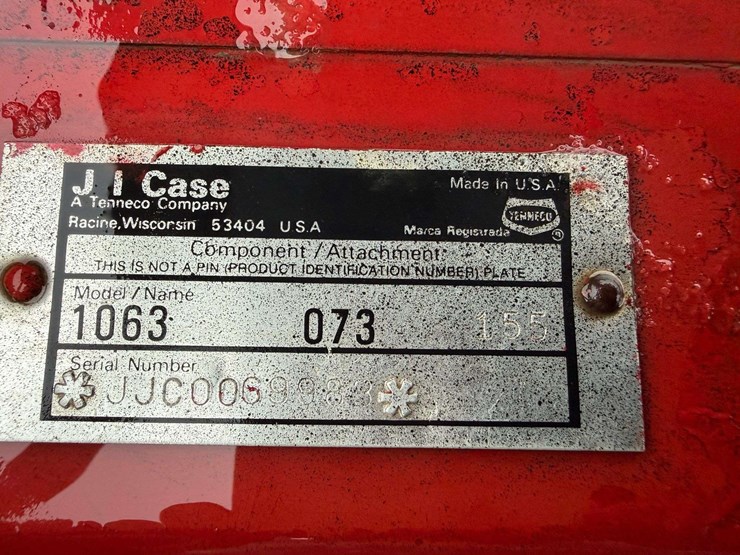 J I Case
A Tenneco Company
Racine, Wisconsin 53404 U.S.A
Made In U.S.A.
TENNECO
Marca Registrada ®
Component / Attachment
THIS IS NOT A PIN (PRODUCT IDENTIFICATION NUMBER) PLATE
Model / Name
1063 073 155
Serial Number